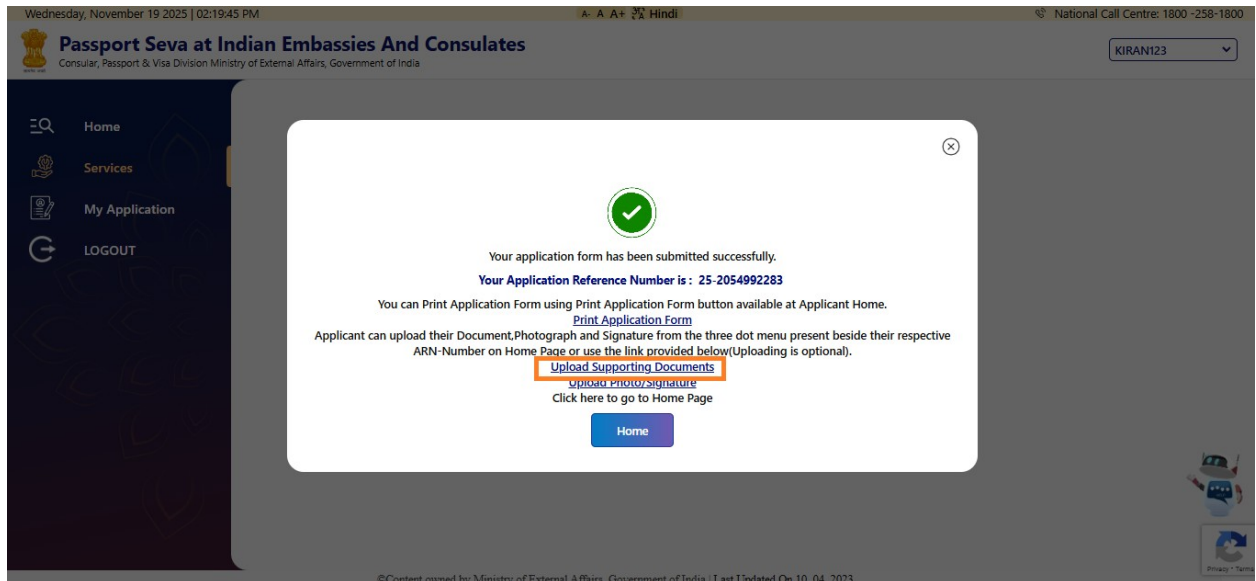 Wednesday, November 19 2025 | 02:19:45 PM
A- A A+ Hindi
National Call Centre: 1800 -258-1800
Passport Seva at Indian Embassies And Consulates
Consular, Passport & Visa Division Ministry of External Affairs, Government of India
KIRAN123
Home
Services
My Application
LOGOUT
Your application form has been submitted successfully.
Your Application Reference Number is : 25-2054992283
You can Print Application Form using Print Application Form button available at Applicant Home.
Print Application Form
Applicant can upload their Document,Photograph and Signature from the three dot menu present beside their respective
ARN-Number on Home Page or use the link provided below(Uploading is optional).
Upload Supporting Documents
Upload Photo/Signature
Click here to go to Home Page
Home
Privacy - Terms
©Content owned by Ministry of External Affairs, Government of India | Last Updated On 10, 04, 2023